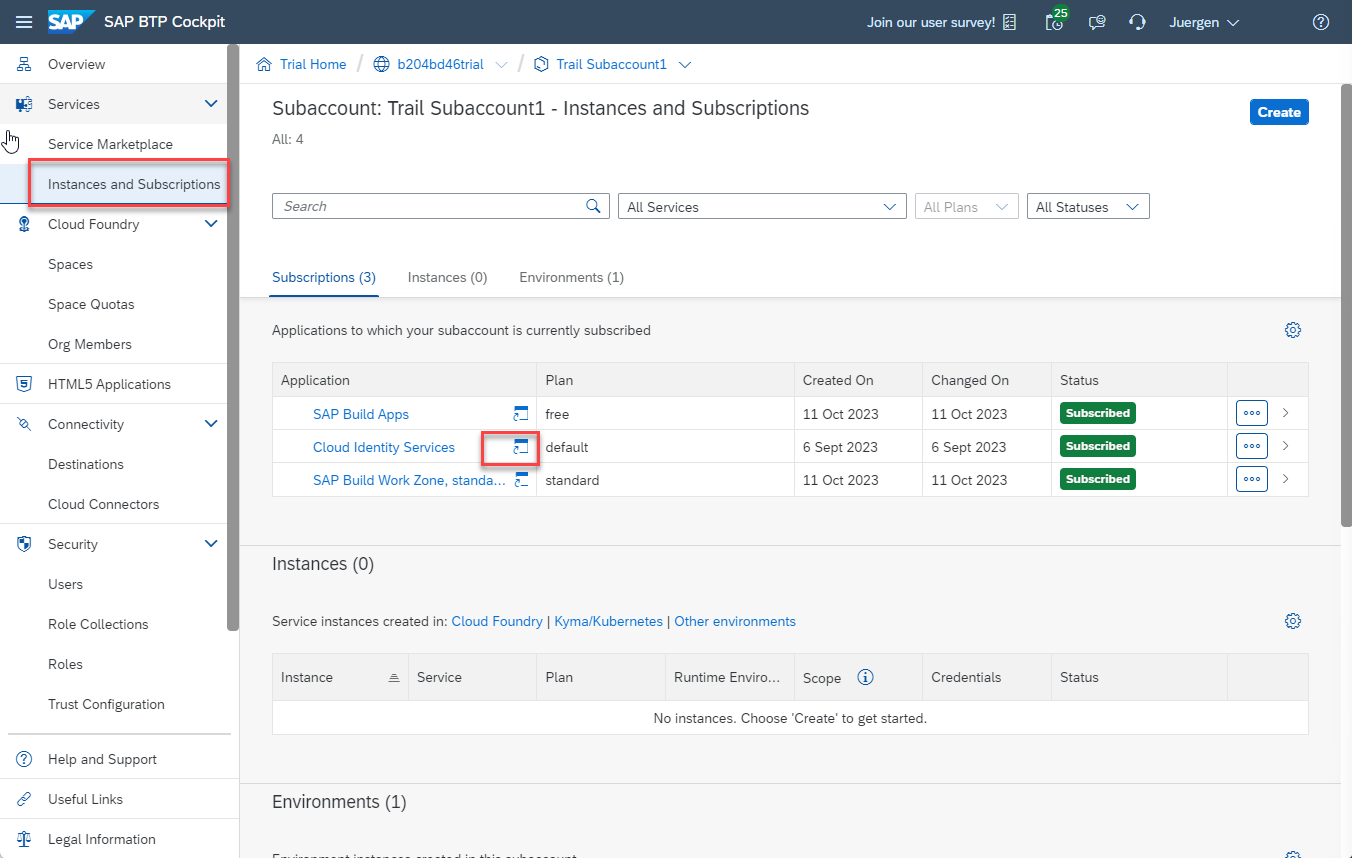 SAP SAP BTP Cockpit Join our user survey! 25 Juergen
Overview
Services
Service Marketplace
Instances and Subscriptions
Cloud Foundry
Spaces
Space Quotas
Org Members
HTML5 Applications
Connectivity
Destinations
Cloud Connectors
Security
Users
Role Collections
Roles
Trust Configuration
Help and Support
Useful Links
Legal Information
Trial Home / b204bd46trial / Trail Subaccount1
Subaccount: Trail Subaccount1 - Instances and Subscriptions
Create
All: 4
Search All Services All Plans All Statuses
Subscriptions (3) Instances (0) Environments (1)
Applications to which your subaccount is currently subscribed
Application Plan Created On Changed On Status
SAP Build Apps free 11 Oct 2023 11 Oct 2023 Subscribed
Cloud Identity Services default 6 Sept 2023 6 Sept 2023 Subscribed
SAP Build Work Zone, standa... standard 11 Oct 2023 11 Oct 2023 Subscribed
Instances (0)
Service instances created in: Cloud Foundry | Kyma/Kubernetes | Other environments
Instance Service Plan Runtime Enviro... Scope Credentials Status
No instances. Choose 'Create' to get started.
Environments (1)
Environment instances created in this subaccount